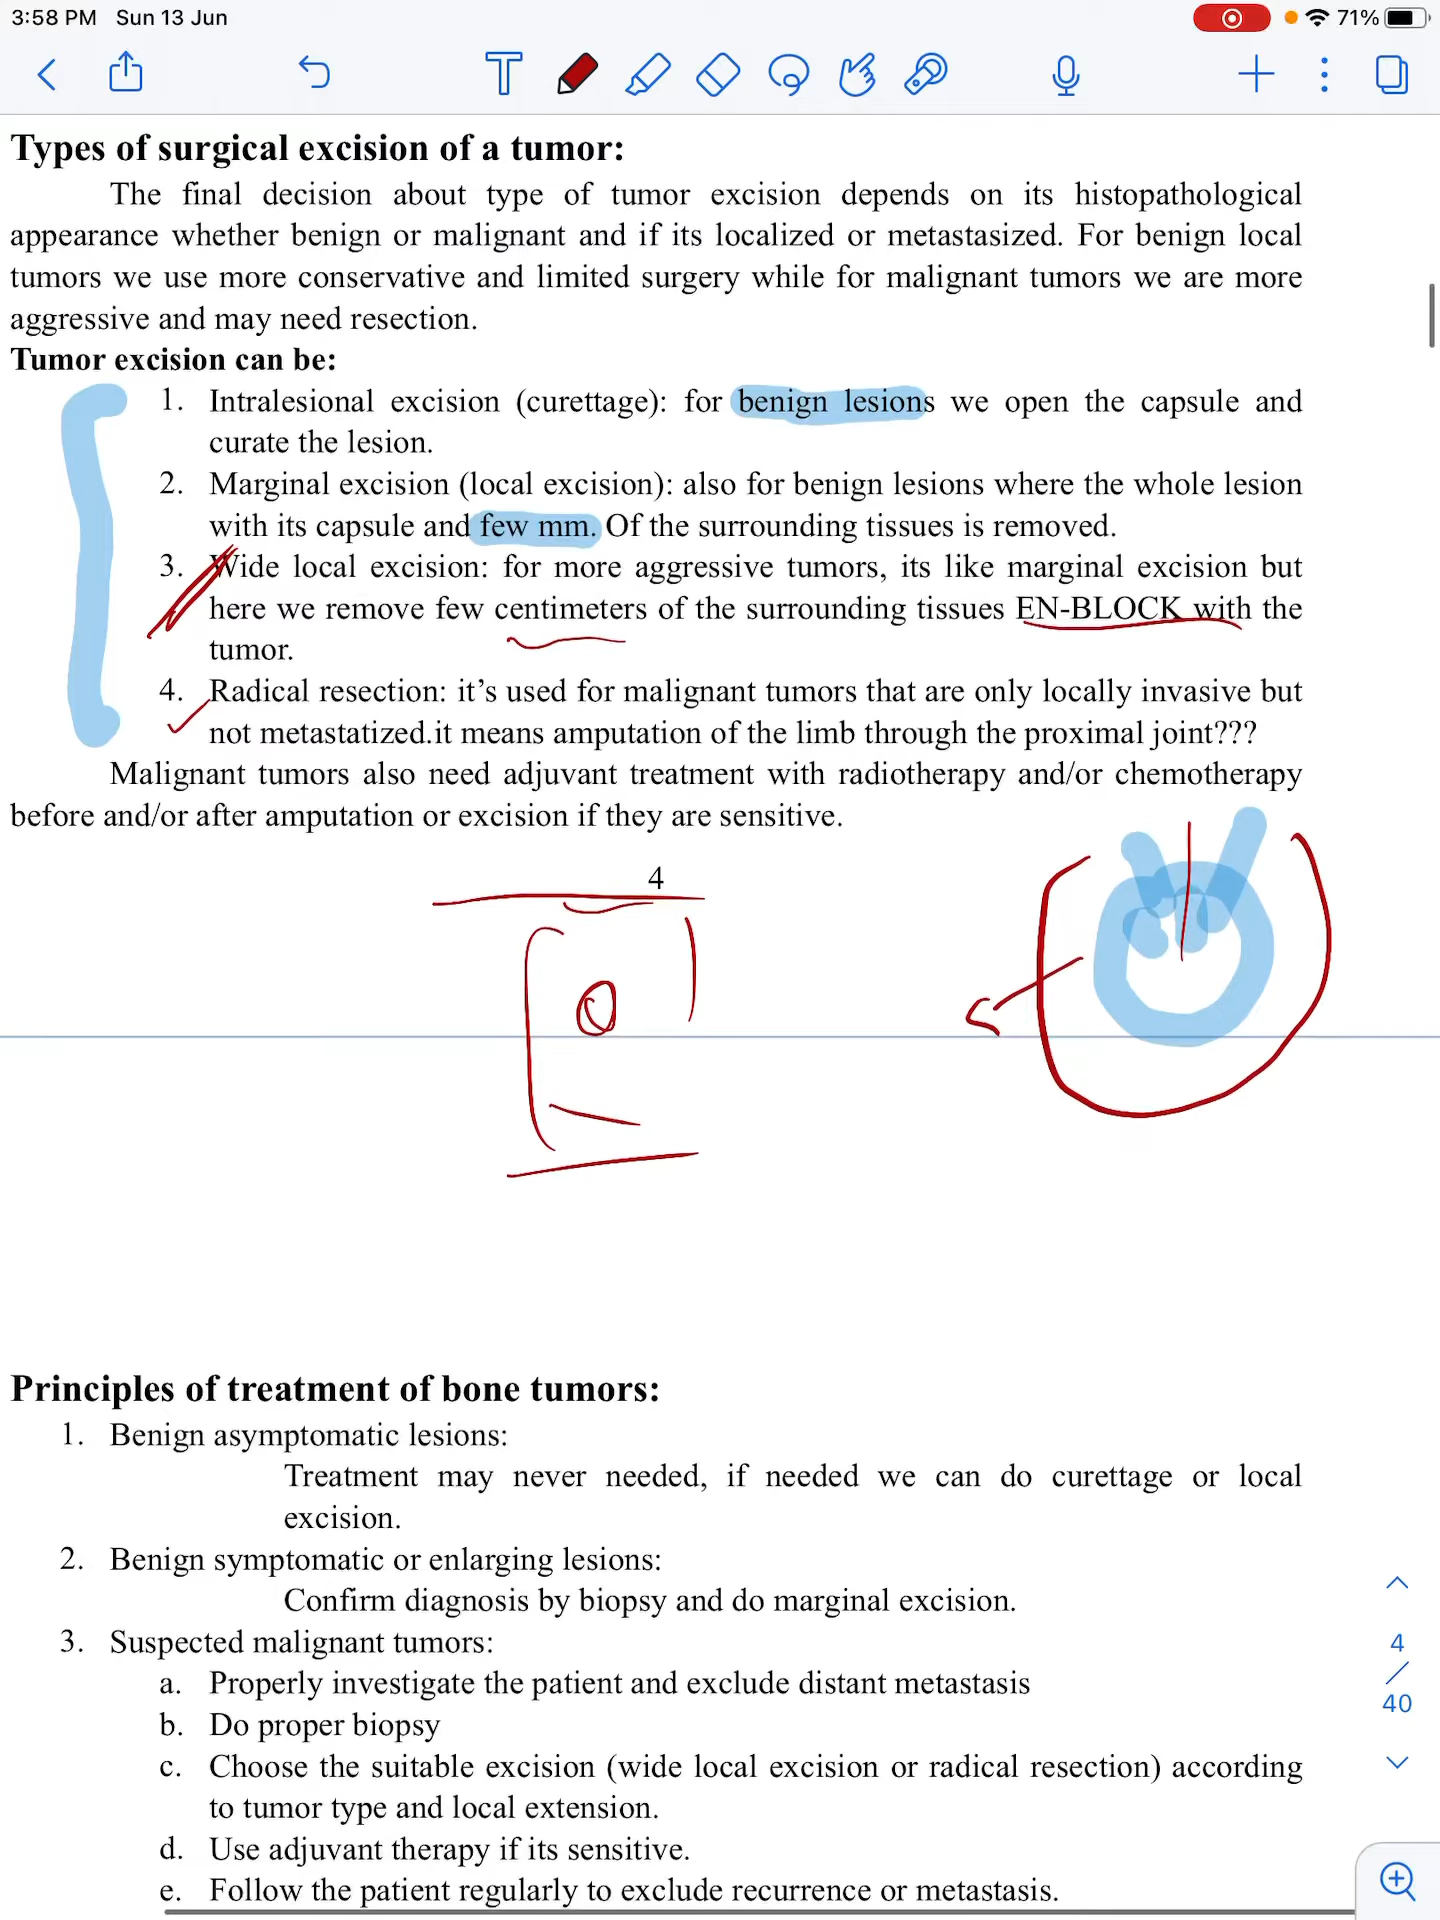 3:58 PM Sun 13 Jun
71%
Types of surgical excision of a tumor:
The final decision about type of tumor excision depends on its histopathological
appearance whether benign or malignant and if its localized or metastasized. For benign local
tumors we use more conservative and limited surgery while for malignant tumors we are more
aggressive and may need resection.
Tumor excision can be:
1. Intralesional excision (curettage): for benign lesions we open the capsule and
curate the lesion.
2. Marginal excision (local excision): also for benign lesions where the whole lesion
with its capsule and few mm. Of the surrounding tissues is removed.
3. Wide local excision: for more aggressive tumors, its like marginal excision but
here we remove few centimeters of the surrounding tissues EN-BLOCK with the
tumor.
4. Radical resection: it’s used for malignant tumors that are only locally invasive but
not metastatized.it means amputation of the limb through the proximal joint???
Malignant tumors also need adjuvant treatment with radiotherapy and/or chemotherapy
before and/or after amputation or excision if they are sensitive.
4
Principles of treatment of bone tumors:
1. Benign asymptomatic lesions:
Treatment may never needed, if needed we can do curettage or local
excision.
2. Benign symptomatic or enlarging lesions:
Confirm diagnosis by biopsy and do marginal excision.
3. Suspected malignant tumors:
a. Properly investigate the patient and exclude distant metastasis
b. Do proper biopsy
c. Choose the suitable excision (wide local excision or radical resection) according
to tumor type and local extension.
d. Use adjuvant therapy if its sensitive.
e. Follow the patient regularly to exclude recurrence or metastasis.
4
/
40